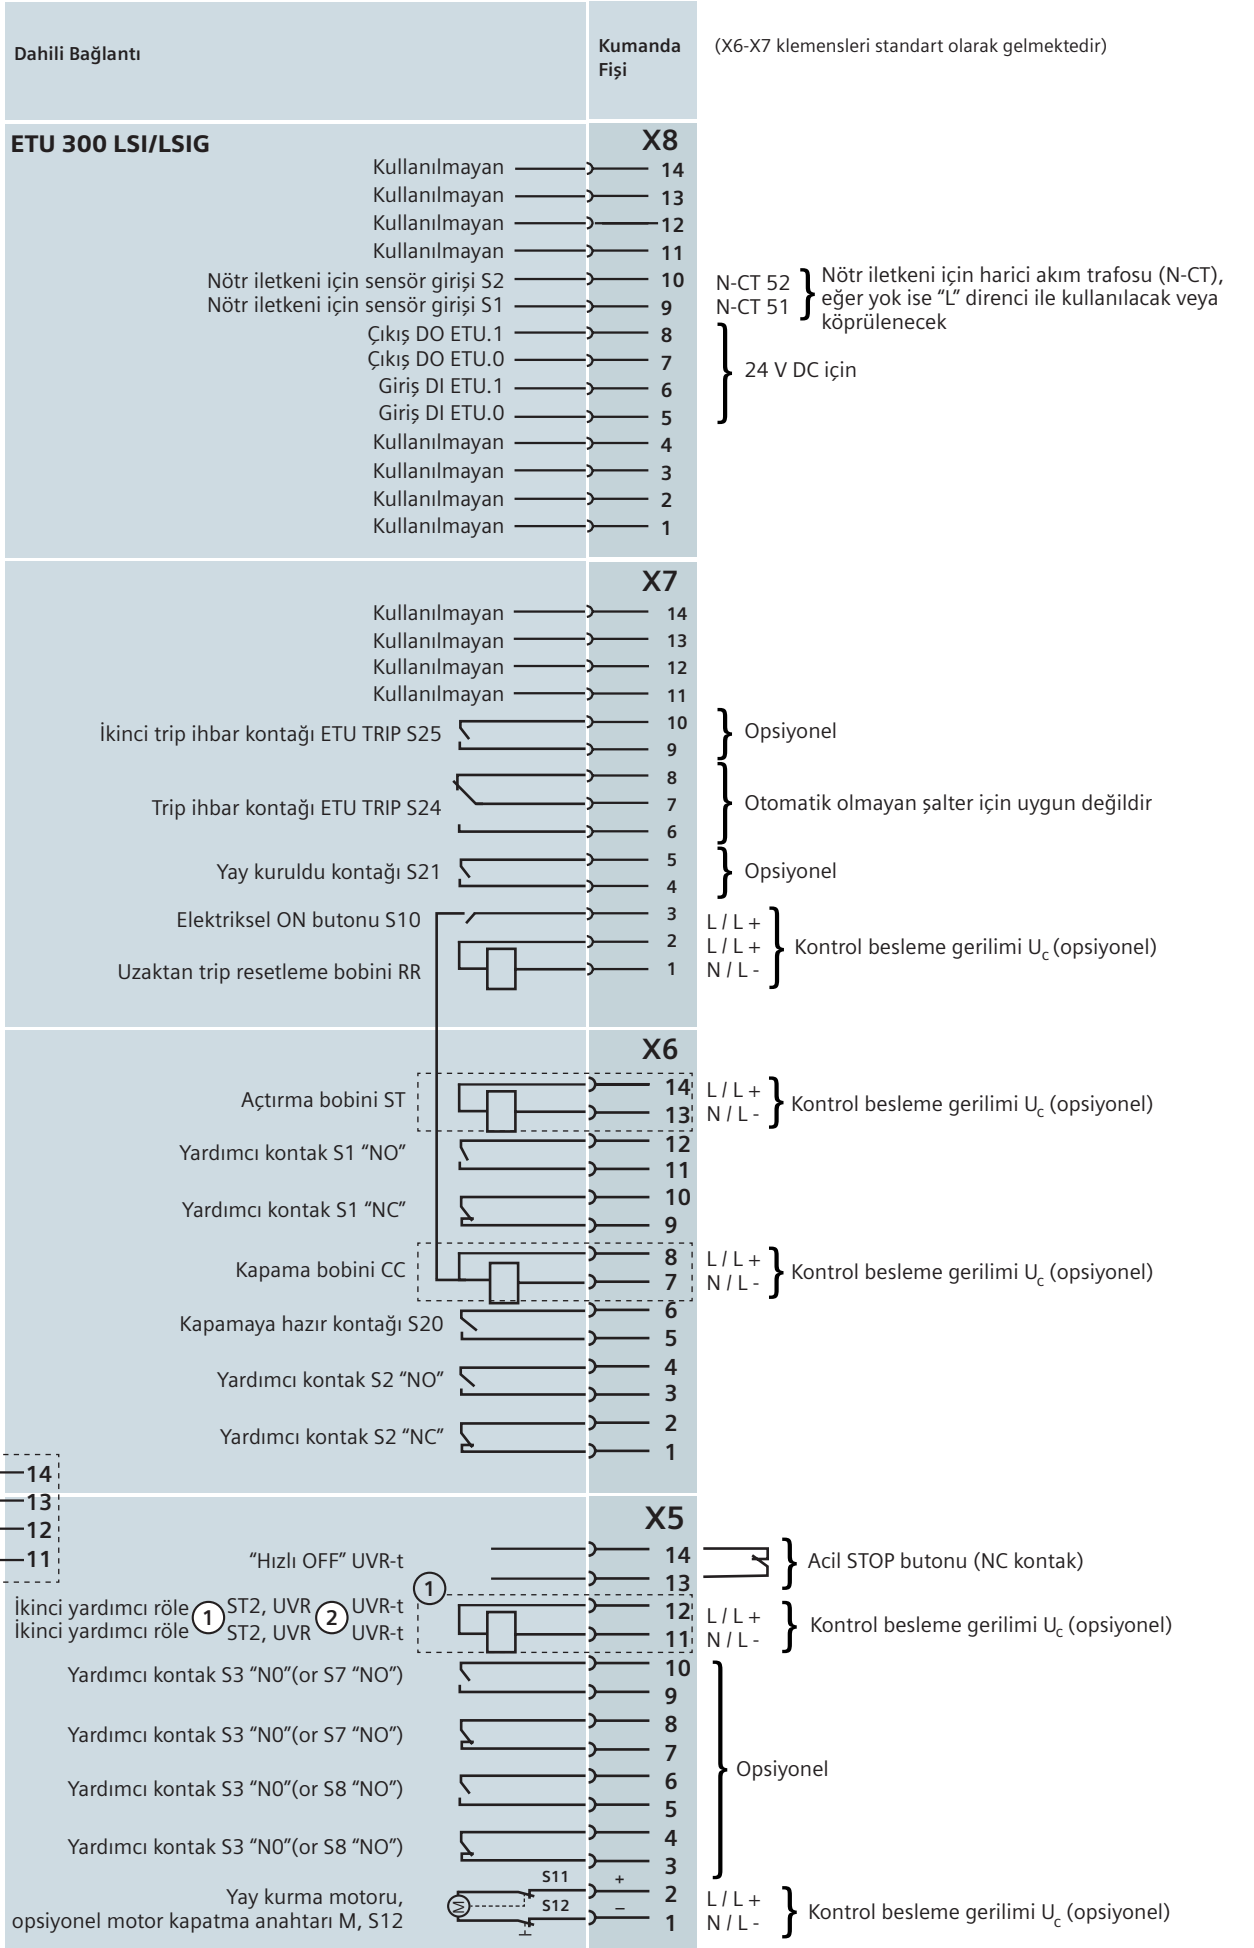 Dahili Bağlantı
Kumanda
Fişi
(X6-X7 klemensleri standart olarak gelmektedir)
ETU 300 LSI/LSIG
X8
Kullanılmayan 14
Kullanılmayan 13
Kullanılmayan 12
Kullanılmayan 11
Nötr iletkeni için sensör girişi S2 10 N-CT 52
Nötr iletkeni için sensör girişi S1 9 N-CT 51
Nötr iletkeni için harici akım trafosu (N-CT),
eğer yok ise “L” direnci ile kullanılacak veya
köprülenecek
Çıkış DO ETU.1 8
Çıkış DO ETU.0 7
Giriş DI ETU.1 6
Giriş DI ETU.0 5
24 V DC için
Kullanılmayan 4
Kullanılmayan 3
Kullanılmayan 2
Kullanılmayan 1
X7
Kullanılmayan 14
Kullanılmayan 13
Kullanılmayan 12
Kullanılmayan 11
İkinci trip ihbar kontağı ETU TRIP S25
10
9
Opsiyonel
Trip ihbar kontağı ETU TRIP S24
8
7
6
Otomatik olmayan şalter için uygun değildir
Yay kuruldu kontağı S21
5
4
Opsiyonel
Elektriksel ON butonu S10
3 L / L +
2 L / L +
Uzaktan trip resetleme bobini RR
1 N / L -
Kontrol besleme gerilimi Uc (opsiyonel)
X6
Açtırma bobini ST
14 L / L +
13 N / L -
Kontrol besleme gerilimi Uc (opsiyonel)
Yardımcı kontak S1 “NO”
12
11
Yardımcı kontak S1 “NC”
10
9
Kapama bobini CC
8 L / L +
7 N / L -
Kontrol besleme gerilimi Uc (opsiyonel)
Kapamaya hazır kontağı S20
6
5
Yardımcı kontak S2 “NO”
4
3
Yardımcı kontak S2 “NC”
2
1
14
13
12
11
X5
“Hızlı OFF” UVR-t
14
13
Acil STOP butonu (NC kontak)
1
İkinci yardımcı röle 1 ST2, UVR 2 UVR-t
İkinci yardımcı röle ST2, UVR UVR-t
12 L / L +
11 N / L -
Kontrol besleme gerilimi Uc (opsiyonel)
Yardımcı kontak S3 “N0”(or S7 “NO”)
10
9
Yardımcı kontak S3 “N0”(or S7 “NO”)
8
7
Yardımcı kontak S3 “N0”(or S8 “NO”)
6
5
Yardımcı kontak S3 “N0”(or S8 “NO”)
4
3
Opsiyonel
Yay kurma motoru,
opsiyonel motor kapatma anahtarı M, S12
M
S11 + 2 L / L +
S12 – 1 N / L -
Kontrol besleme gerilimi Uc (opsiyonel)